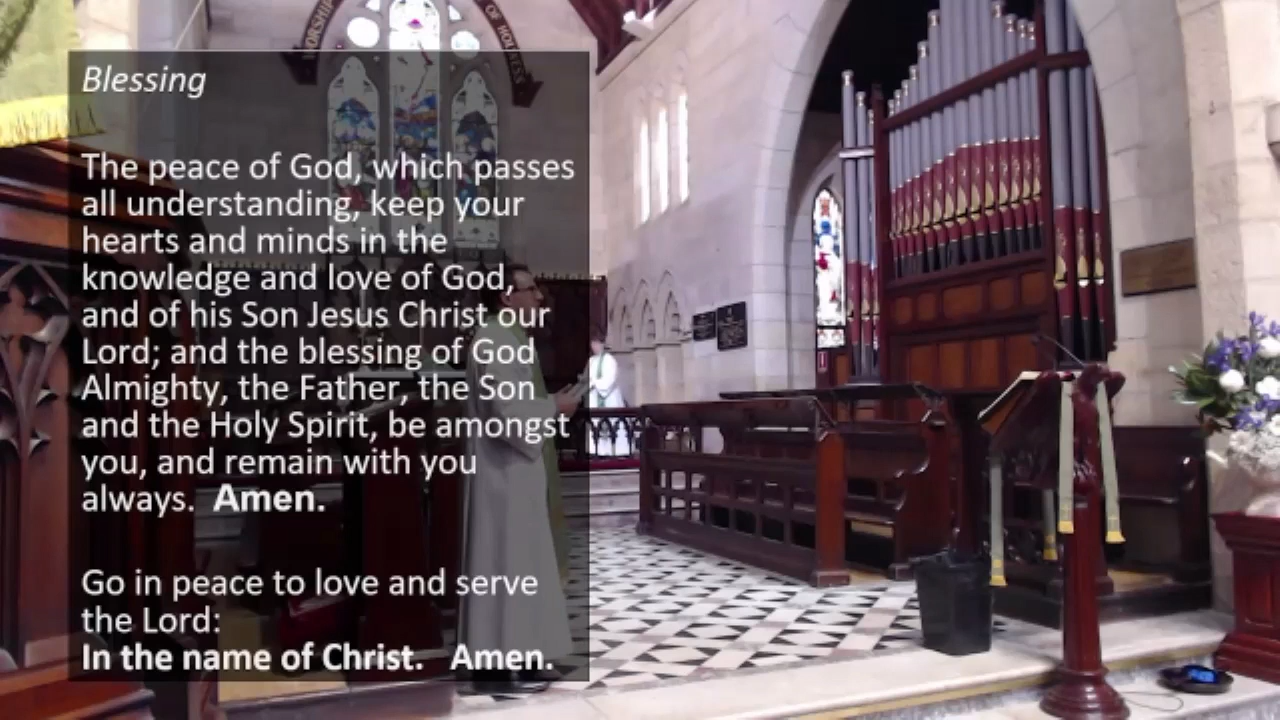 WORSHIP
OF HOLINESS
Blessing
The peace of God, which passes
all understanding, keep your
hearts and minds in the
knowledge and love of God,
and of his Son Jesus Christ our
Lord; and the blessing of God
Almighty, the Father, the Son
and the Holy Spirit, be amongst
you, and remain with you
always. Amen.
Go in peace to love and serve
the Lord:
In the name of Christ. Amen.